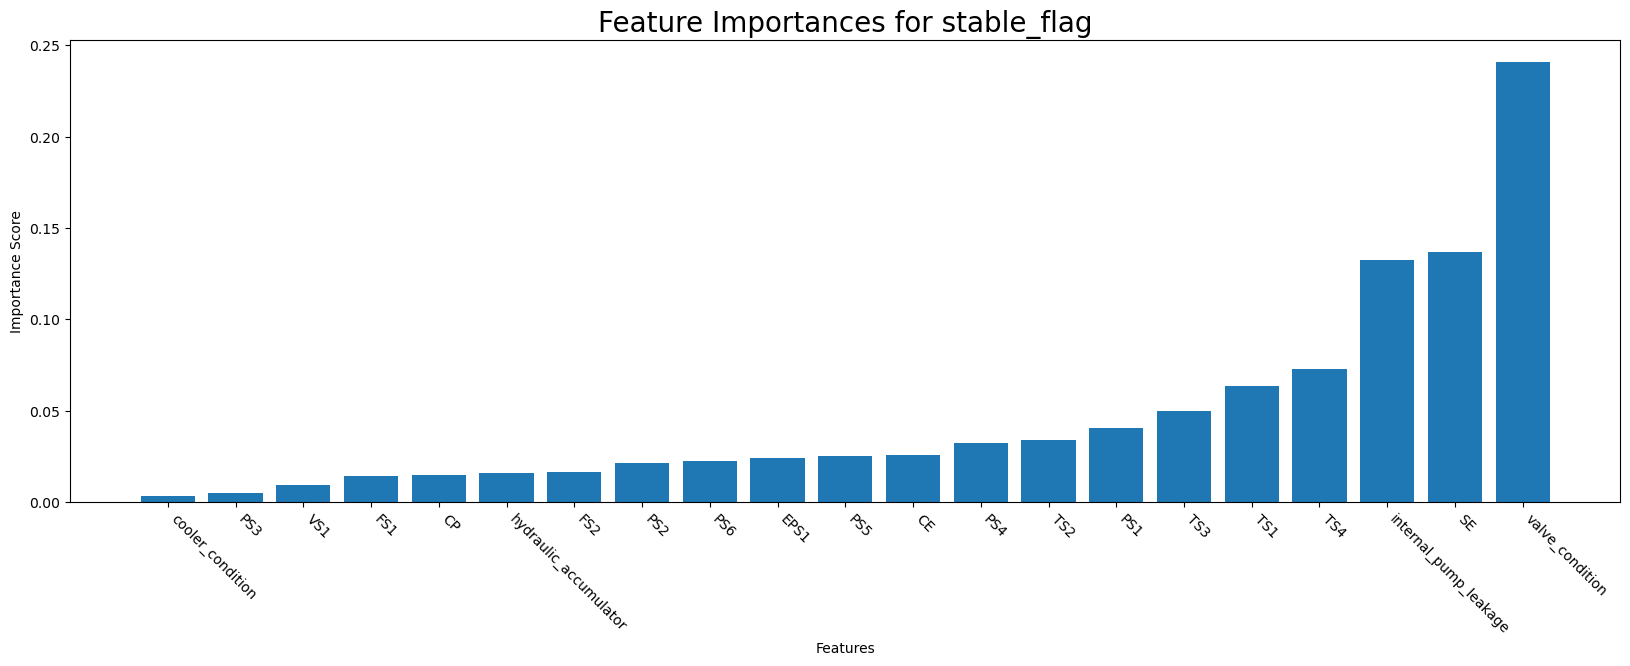 Feature Importances for stable_flag
0.25
0.20
0.15
0.10
0.05
0.00
Importance Score
cooler_condition
PS3
VS1
FS1
CP
hydraulic_accumulator
FS2
PS2
PS6
EPS1
PS5
CE
PS4
TS2
PS1
TS3
TS1
TS4
internal_pump_leakage
SE
valve_condition
Features